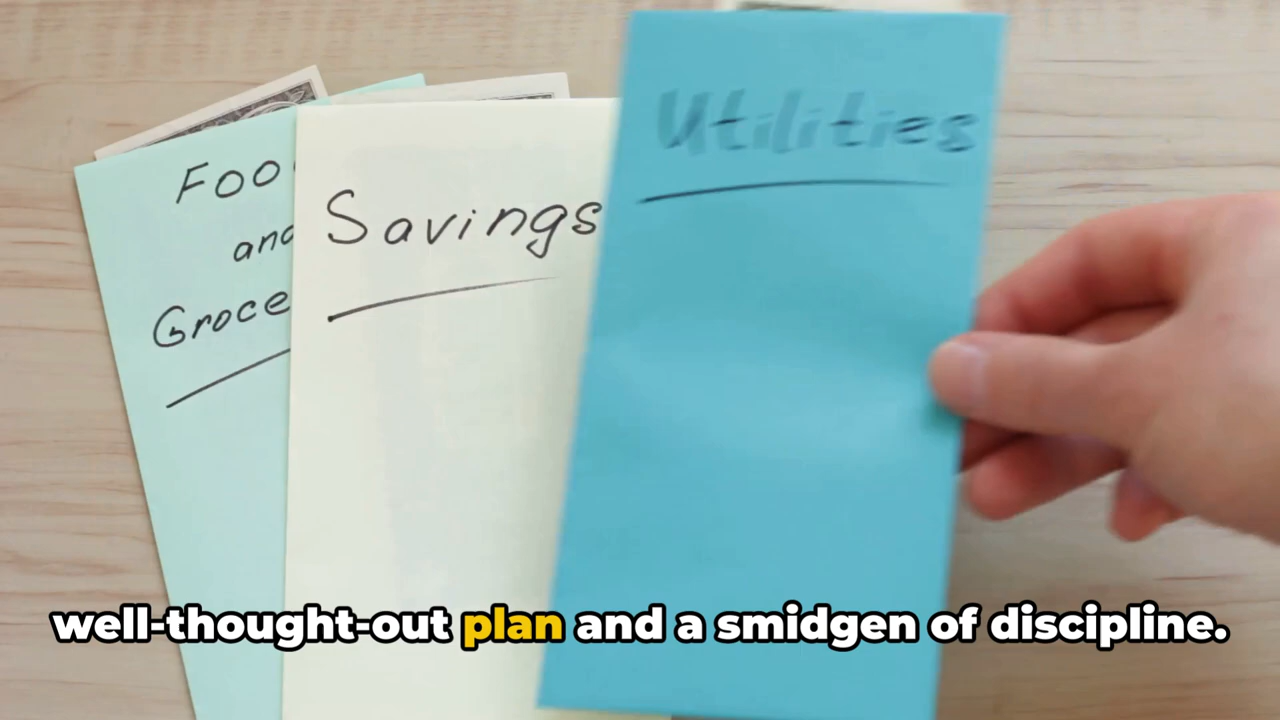 Foo
and
Groce
Savings
Utilities
well-thought-out plan and a smidgen of discipline.